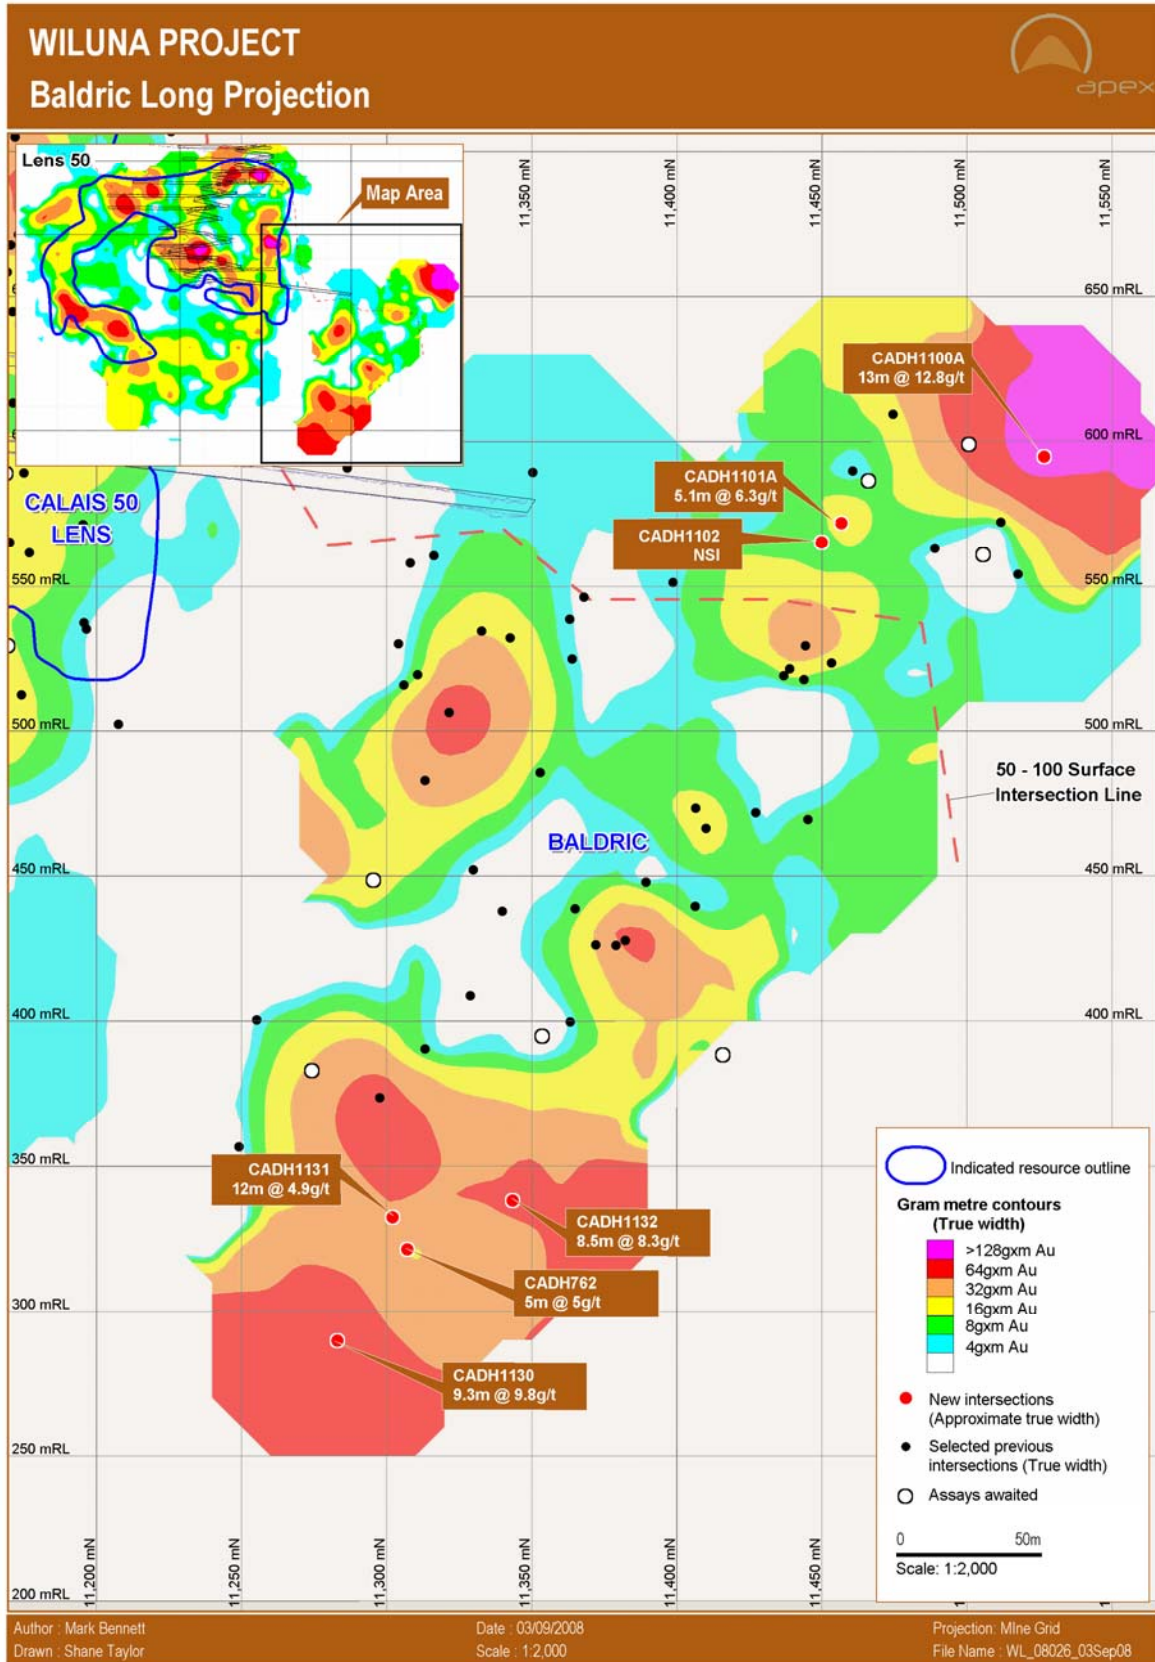 WILUNA PROJECT
Baldric Long Projection
apex
Lens 50
Map Area
11,350 mN
11,400 mN
11,450 mN
11,500 mN
11,550 mN
650 mRL
CADH1100A
13m @ 12.8g/t
600 mRL
CADH1101A
5.1m @ 6.3g/t
CADH1102
NSI
CALAIS 50
LENS
550 mRL
550 mRL
500 mRL
500 mRL
50 - 100 Surface
Intersection Line
BALDRIC
450 mRL
450 mRL
400 mRL
400 mRL
350 mRL
CADH1131
12m @ 4.9g/t
CADH1132
8.5m @ 8.3g/t
CADH762
5m @ 5g/t
300 mRL
CADH1130
9.3m @ 9.8g/t
250 mRL
200 mRL
11,200 mN
11,250 mN
11,300 mN
11,350 mN
11,400 mN
11,450 mN
Indicated resource outline
Gram metre contours
(True width)
>128gxm Au
64gxm Au
32gxm Au
16gxm Au
8gxm Au
4gxm Au
New intersections
(Approximate true width)
Selected previous
intersections (True width)
Assays awaited
0 50m
Scale: 1:2,000
Author : Mark Bennett
Drawn : Shane Taylor
Date : 03/09/2008
Scale : 1:2,000
Projection: MIne Grid
File Name : WL_08026_03Sep08